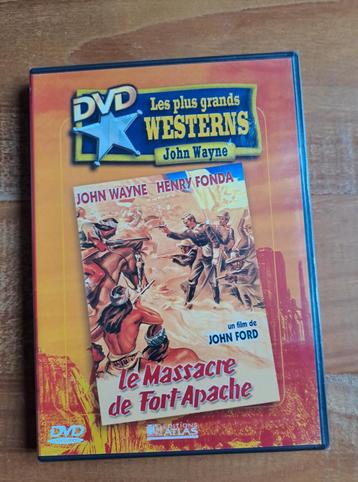 DVD
Les plus grands
WESTERNS
John Wayne
JOHN WAYNE HENRY FONDA
un film de
JOHN FORD
Le Massacre
de Fort-Apache
DVD
éditions
ATLAS